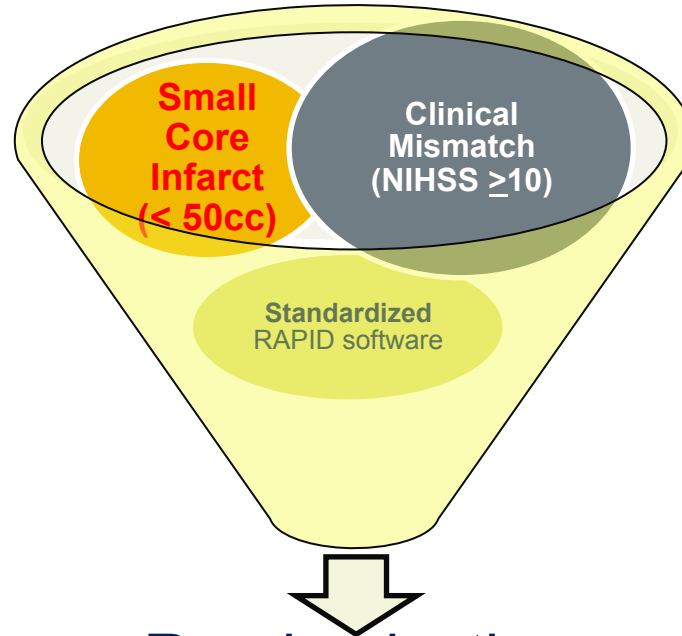 Small
Core
Infarct
(< 50cc)
Clinical
Mismatch
(NIHSS ≥10)
Standardized
RAPID software